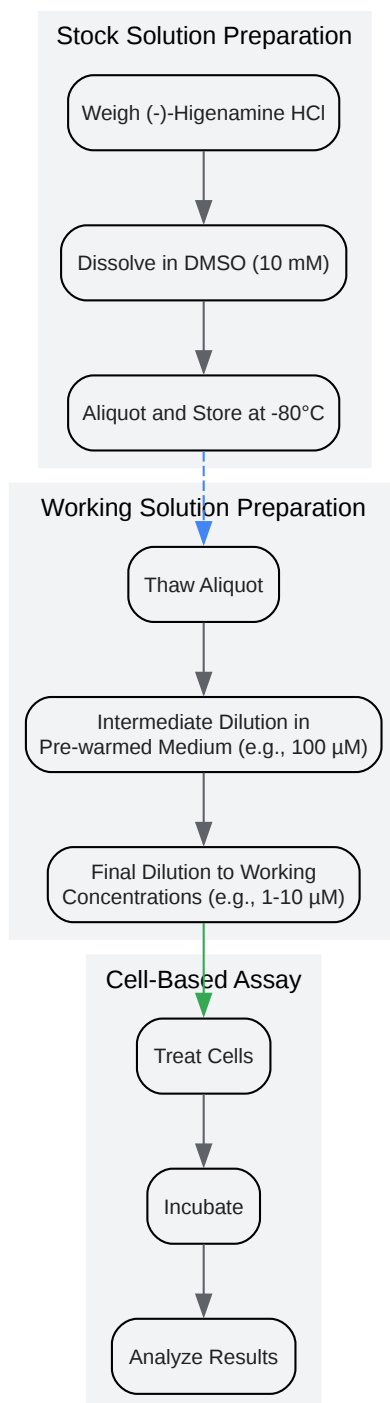 Stock Solution Preparation
Weigh (-)-Higenamine HCl
Dissolve in DMSO (10 mM)
Aliquot and Store at -80°C
Working Solution Preparation
Thaw Aliquot
Intermediate Dilution in
Pre-warmed Medium (e.g., 100 µM)
Final Dilution to Working
Concentrations (e.g., 1-10 µM)
Cell-Based Assay
Treat Cells
Incubate
Analyze Results